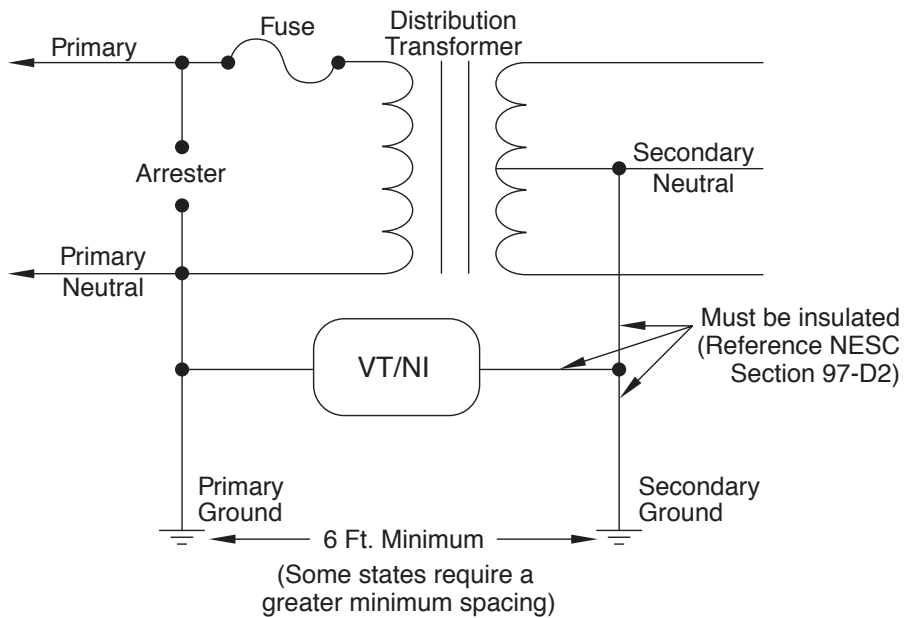 Fuse
Distribution
Transformer
Primary
Arrester
Secondary
Neutral
Primary
Neutral
Must be insulated
(Reference NESC
Section 97-D2)
VT/NI
Primary
Ground
Secondary
Ground
6 Ft. Minimum
(Some states require a
greater minimum spacing)